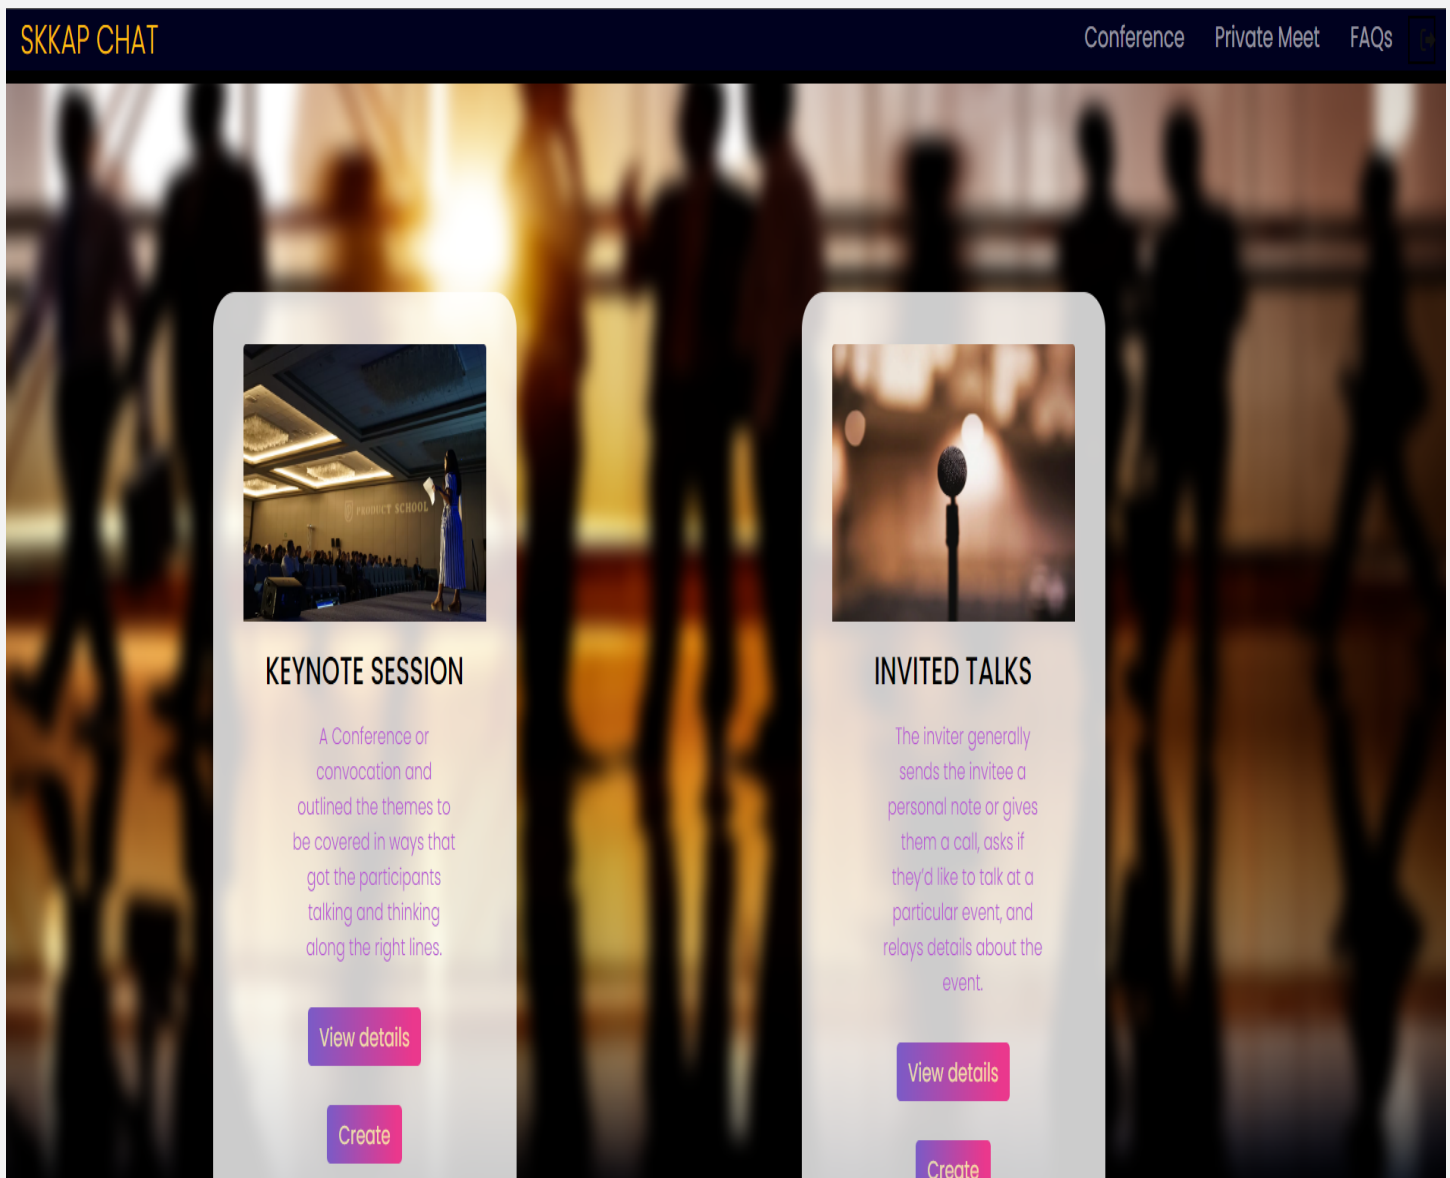 SKKAP CHAT
Conference Private Meet FAQs
PRODUCT SCHOOL
KEYNOTE SESSION
A Conference or
convocation and
outlined the themes to
be covered in ways that
got the participants
talking and thinking
along the right lines.
View details
Create
INVITED TALKS
The inviter generally
sends the invitee a
personal note or gives
them a call, asks if
they'd like to talk at a
particular event, and
relays details about the
event.
View details
Create